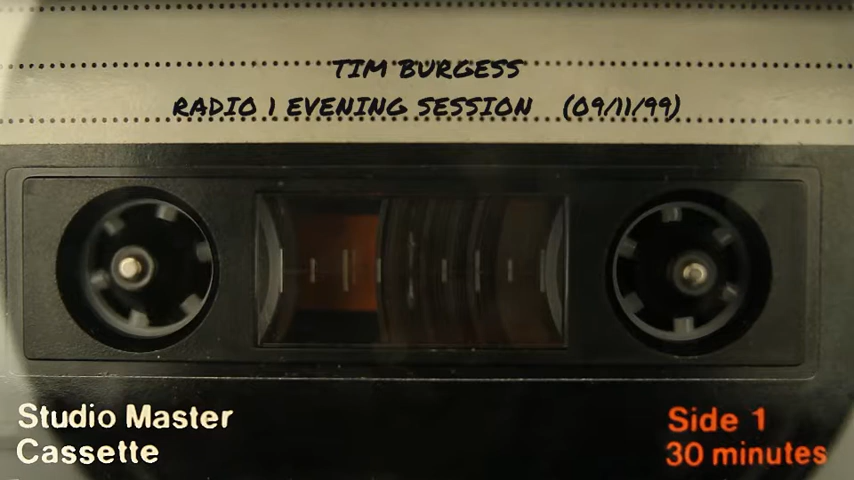 TIM BURGESS
RADIO 1 EVENING SESSION (09/11/99)
Studio Master
Cassette
Side 1
30 minutes